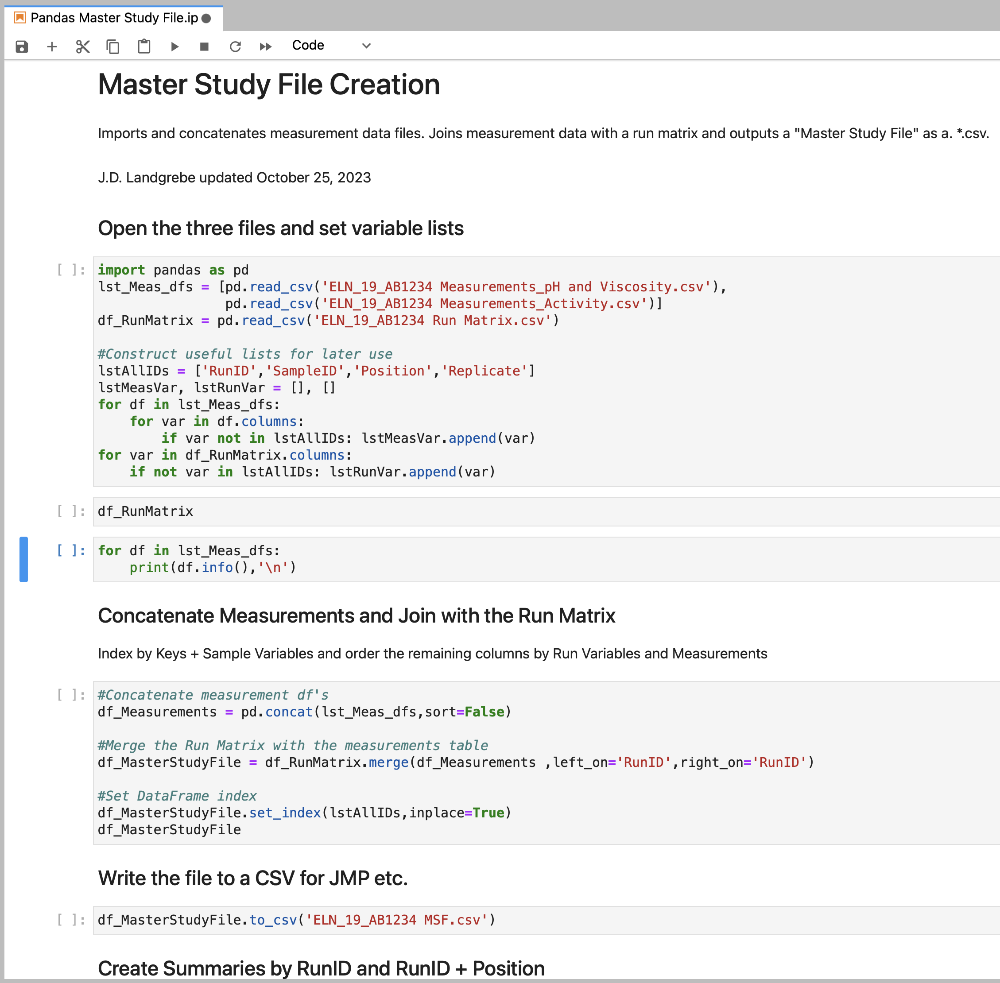 Pandas Master Study File.ip
Code
Master Study File Creation
Imports and concatenates measurement data files. Joins measurement data with a run matrix and outputs a "Master Study File" as a. *.csv.
J.D. Landgrebe updated October 25, 2023
Open the three files and set variable lists
[ ]: import pandas as pd
lst_Meas_dfs = [pd.read_csv('ELN_19_AB1234 Measurements_pH and Viscosity.csv'),
                pd.read_csv('ELN_19_AB1234 Measurements_Activity.csv')]
df_RunMatrix = pd.read_csv('ELN_19_AB1234 Run Matrix.csv')

#Construct useful lists for later use
lstAllIDs = ['RunID','SampleID','Position','Replicate']
lstMeasVar, lstRunVar = [], []
for df in lst_Meas_dfs:
    for var in df.columns:
        if var not in lstAllIDs: lstMeasVar.append(var)
for var in df_RunMatrix.columns:
    if not var in lstAllIDs: lstRunVar.append(var)
[ ]: df_RunMatrix
[ ]: for df in lst_Meas_dfs:
    print(df.info(),'\n')
Concatenate Measurements and Join with the Run Matrix
Index by Keys + Sample Variables and order the remaining columns by Run Variables and Measurements
[ ]: #Concatenate measurement df's
df_Measurements = pd.concat(lst_Meas_dfs,sort=False)

#Merge the Run Matrix with the measurements table
df_MasterStudyFile = df_RunMatrix.merge(df_Measurements ,left_on='RunID',right_on='RunID')

#Set DataFrame index
df_MasterStudyFile.set_index(lstAllIDs,inplace=True)
df_MasterStudyFile
Write the file to a CSV for JMP etc.
[ ]: df_MasterStudyFile.to_csv('ELN_19_AB1234 MSF.csv')
Create Summaries by RunID and RunID + Position